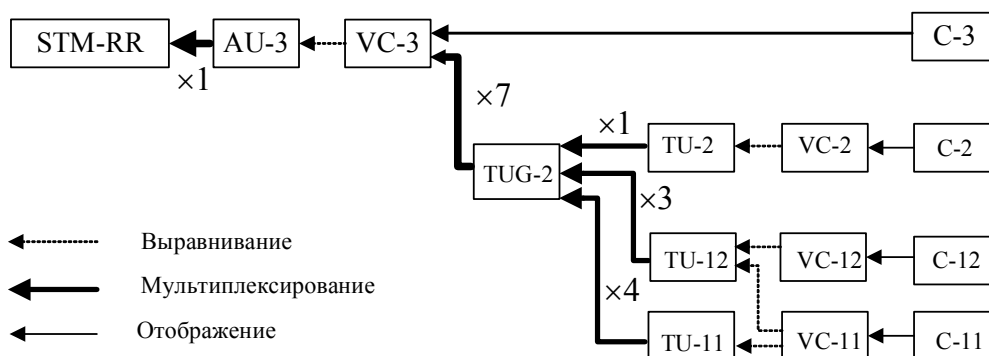 STM-RR
AU-3
VC-3
C-3
×1
×7
×1
TU-2
VC-2
C-2
TUG-2
×3
Выравнивание
TU-12
VC-12
C-12
Мультиплексирование
×4
Отображение
TU-11
VC-11
C-11